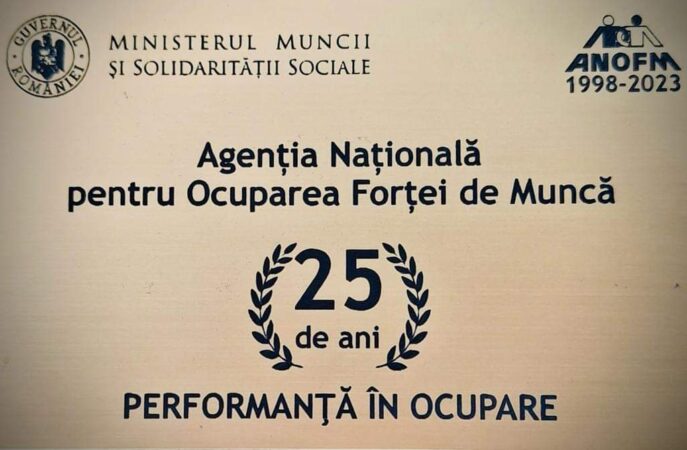 GUVERNUL ROMÂNIEI
MINISTERUL MUNCII
ȘI SOLIDARITĂȚII SOCIALE
ANOFM
1998-2023
Agenția Națională
pentru Ocuparea Forței de Muncă
25
de ani
PERFORMANȚĂ ÎN OCUPARE